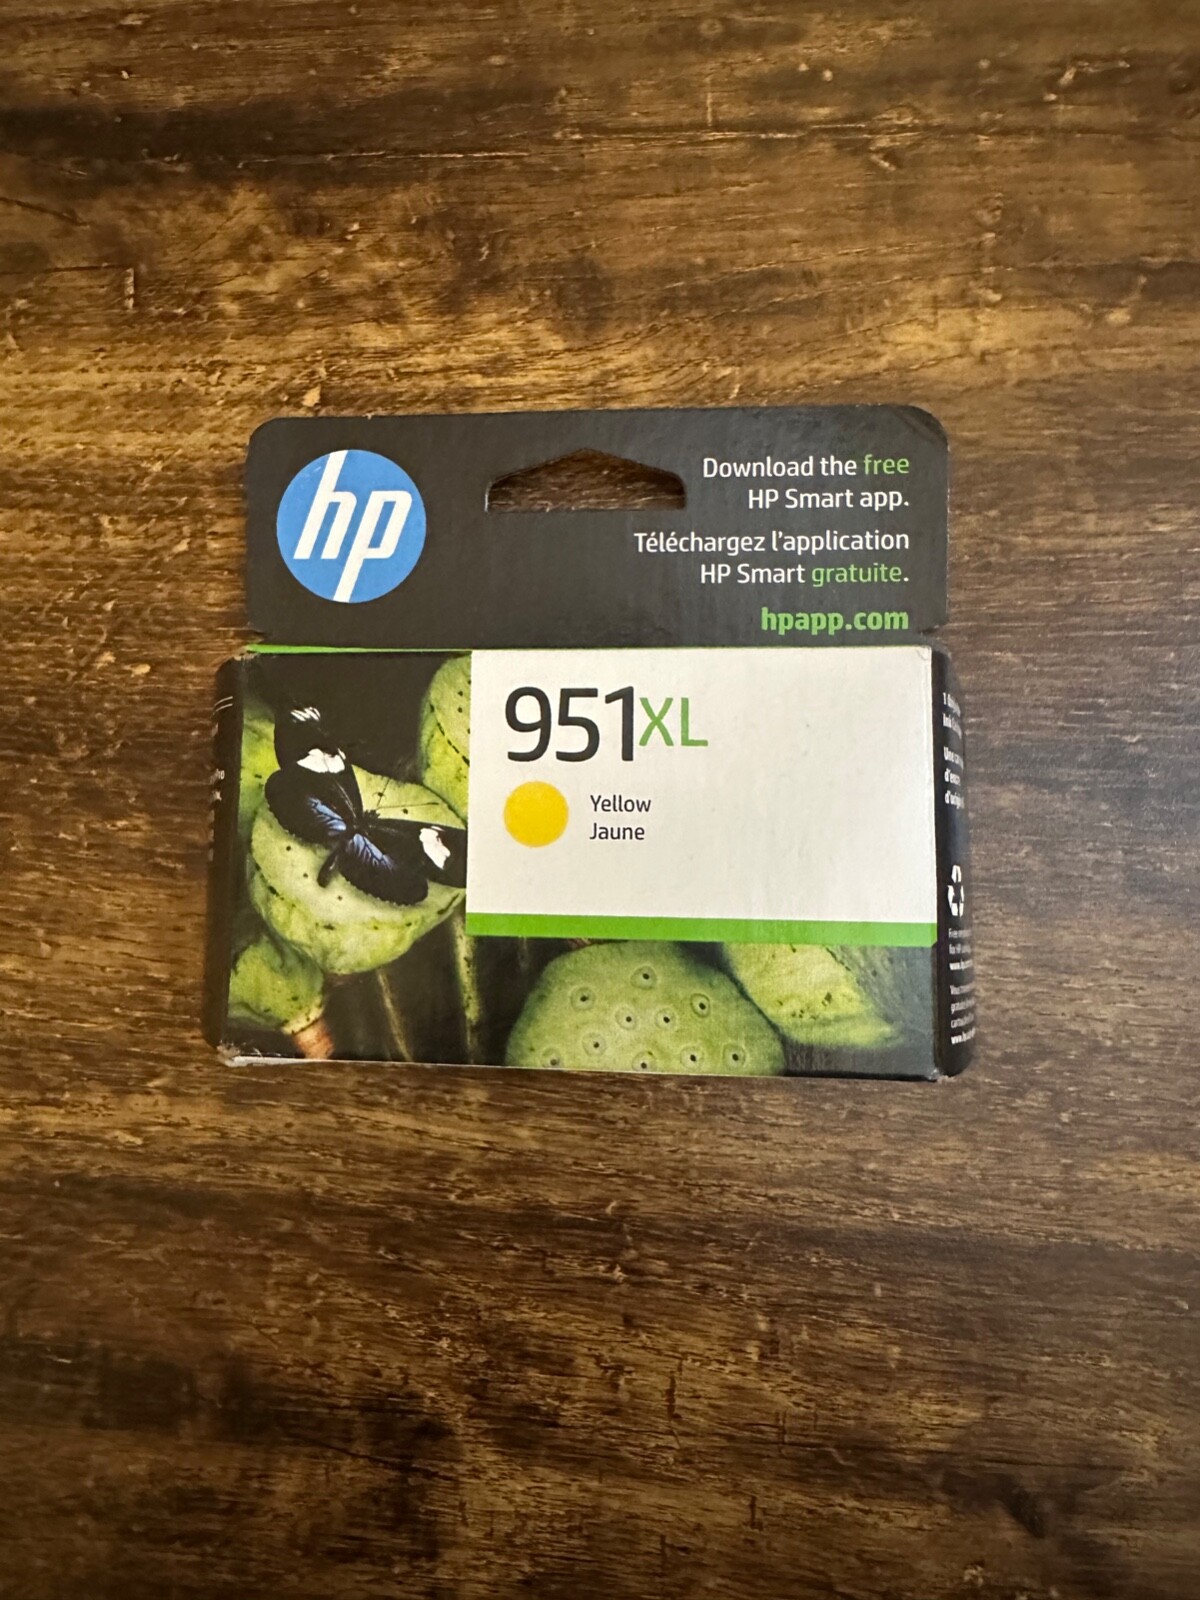 hp
Download the free
HP Smart app.
Téléchargez l'application
HP Smart gratuite.
hpapp.com
951XL
Yellow
Jaune